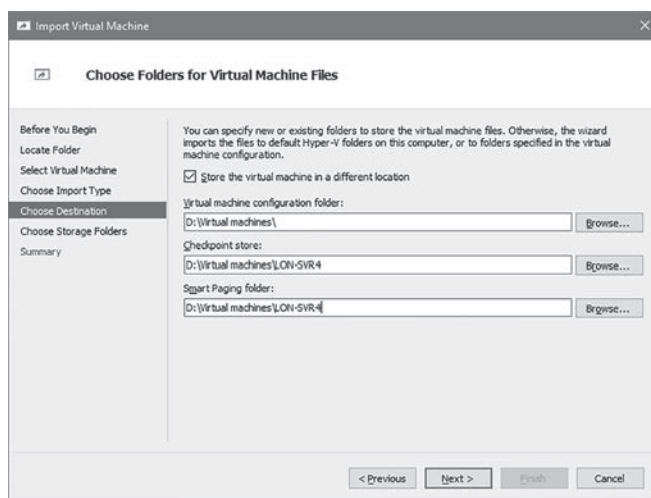 Import Virtual Machine
Choose Folders for Virtual Machine Files
Before You Begin
Locate Folder
Select Virtual Machine
Choose Import Type
Choose Destination
Choose Storage Folders
Summary
You can specify new or existing folders to store the virtual machine files. Otherwise, the wizard
imports the files to default Hyper-V folders on this computer, or to folders specified in the virtual
machine configuration.
Store the virtual machine in a different location
Virtual machine configuration folder:
D:\Virtual machines\
Browse...
Checkpoint store:
D:\Virtual machines\LON-SVR4
Browse...
Smart Paging folder:
D:\Virtual machines\LON-SVR4
Browse...
< Previous
Next >
Finish
Cancel